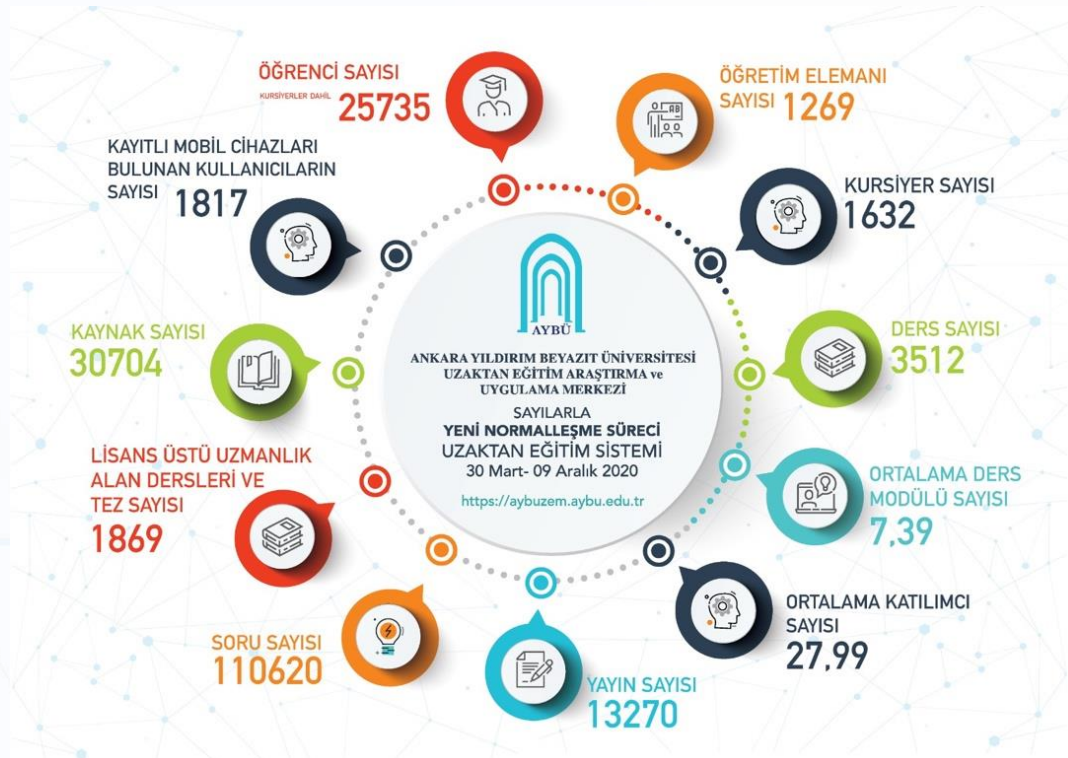 ÖĞRENCİ SAYISI
KURSİYERLER DAHİL 25735
ÖĞRETİM ELEMANI
SAYISI 1269
KAYITLI MOBİL CİHAZLARI
BULUNAN KULLANICILARIN
SAYISI 1817
KURSİYER SAYISI
1632
KAYNAK SAYISI
30704
DERS SAYISI
3512
AYBÜ
ANKARA YILDIRIM BEYAZIT ÜNİVERSİTESİ
UZAKTAN EĞİTİM ARAŞTIRMA ve
UYGULAMA MERKEZİ
SAYILARLA
YENİ NORMALLEŞME SÜRECİ
UZAKTAN EĞİTİM SİSTEMİ
30 Mart- 09 Aralık 2020
https://aybuzem.aybu.edu.tr
LİSANS ÜSTÜ UZMANLIK
ALAN DERSLERİ VE
TEZ SAYISI
1869
ORTALAMA DERS
MODÜLÜ SAYISI
7,39
ORTALAMA KATILIMCI
SAYISI
27,99
SORU SAYISI
110620
YAYIN SAYISI
13270